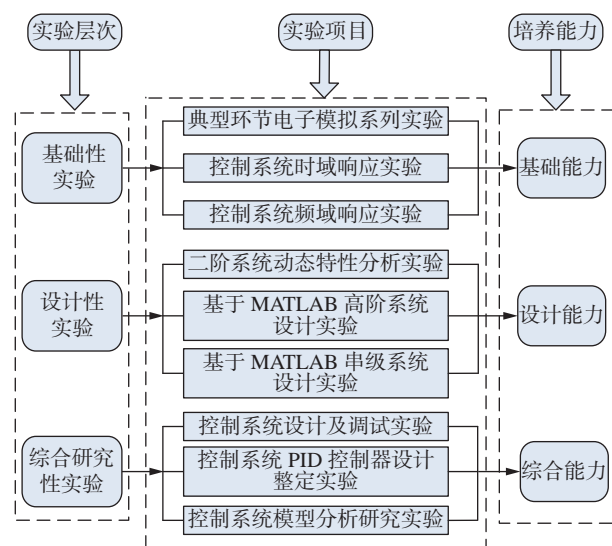 实验层次
实验项目
培养能力
基础性
实验
典型环节电子模拟系列实验
控制系统时域响应实验
控制系统频域响应实验
基础能力
设计性
实验
二阶系统动态特性分析实验
基于 MATLAB 高阶系统
设计实验
基于 MATLAB 串级系统
设计实验
设计能力
综合研究
性实验
控制系统设计及调试实验
控制系统 PID 控制器设计
整定实验
控制系统模型分析研究实验
综合能力